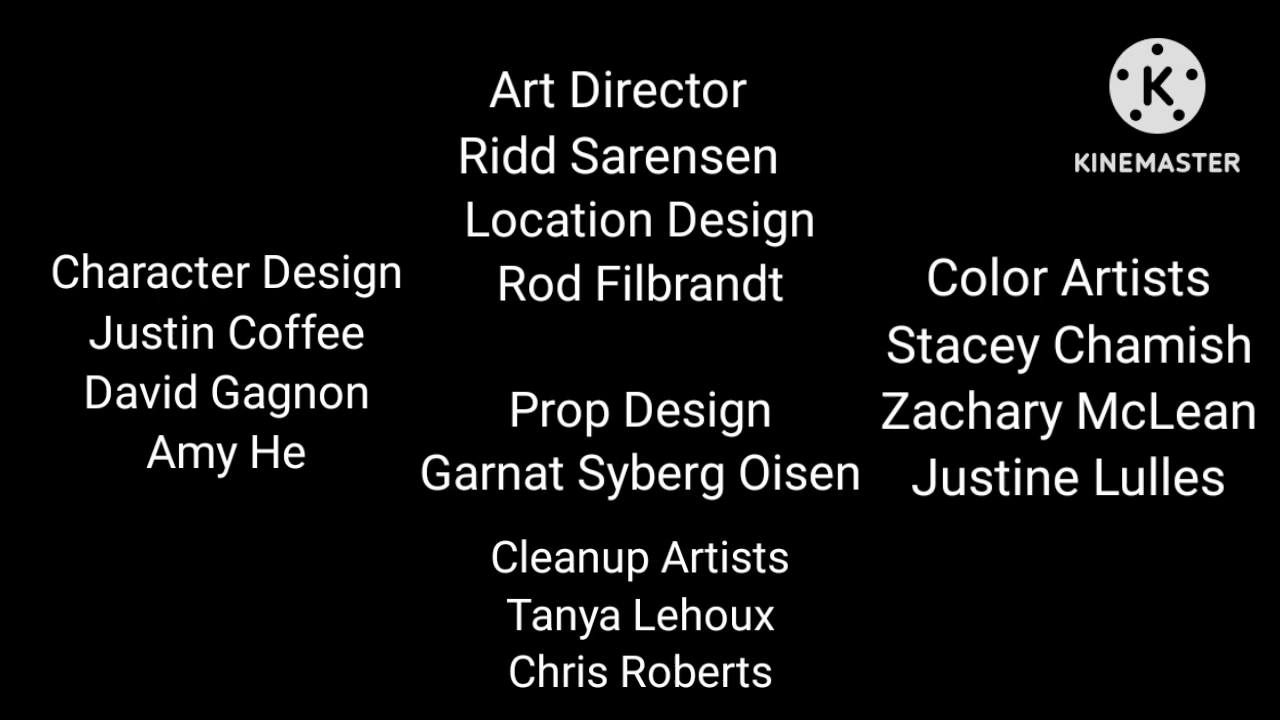 Art Director
Ridd Sarensen
Location Design
Rod Filbrandt
KINEMASTER
Character Design
Justin Coffee
David Gagnon
Amy He
Prop Design
Garnat Syberg Oisen
Color Artists
Stacey Chamish
Zachary McLean
Justine Lulles
Cleanup Artists
Tanya Lehoux
Chris Roberts